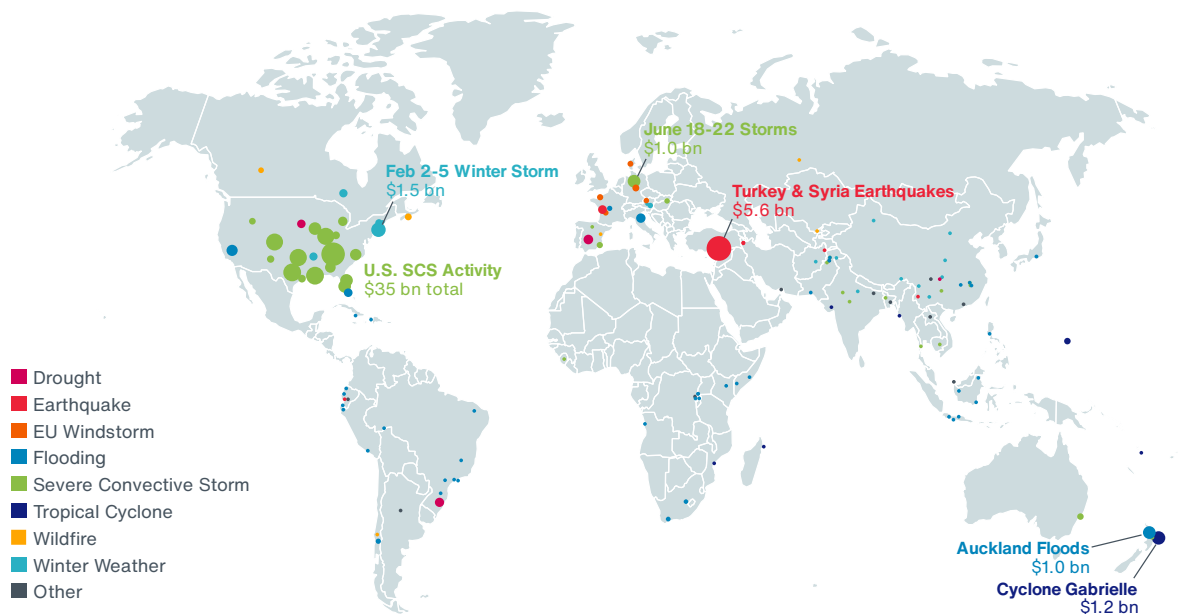 June 18-22 Storms
$1.0 bn
Feb 2-5 Winter Storm
$1.5 bn
Turkey & Syria Earthquakes
$5.6 bn
U.S. SCS Activity
$35 bn total
Drought
Earthquake
EU Windstorm
Flooding
Severe Convective Storm
Tropical Cyclone
Wildfire
Winter Weather
Other
Auckland Floods
$1.0 bn
Cyclone Gabrielle
$1.2 bn